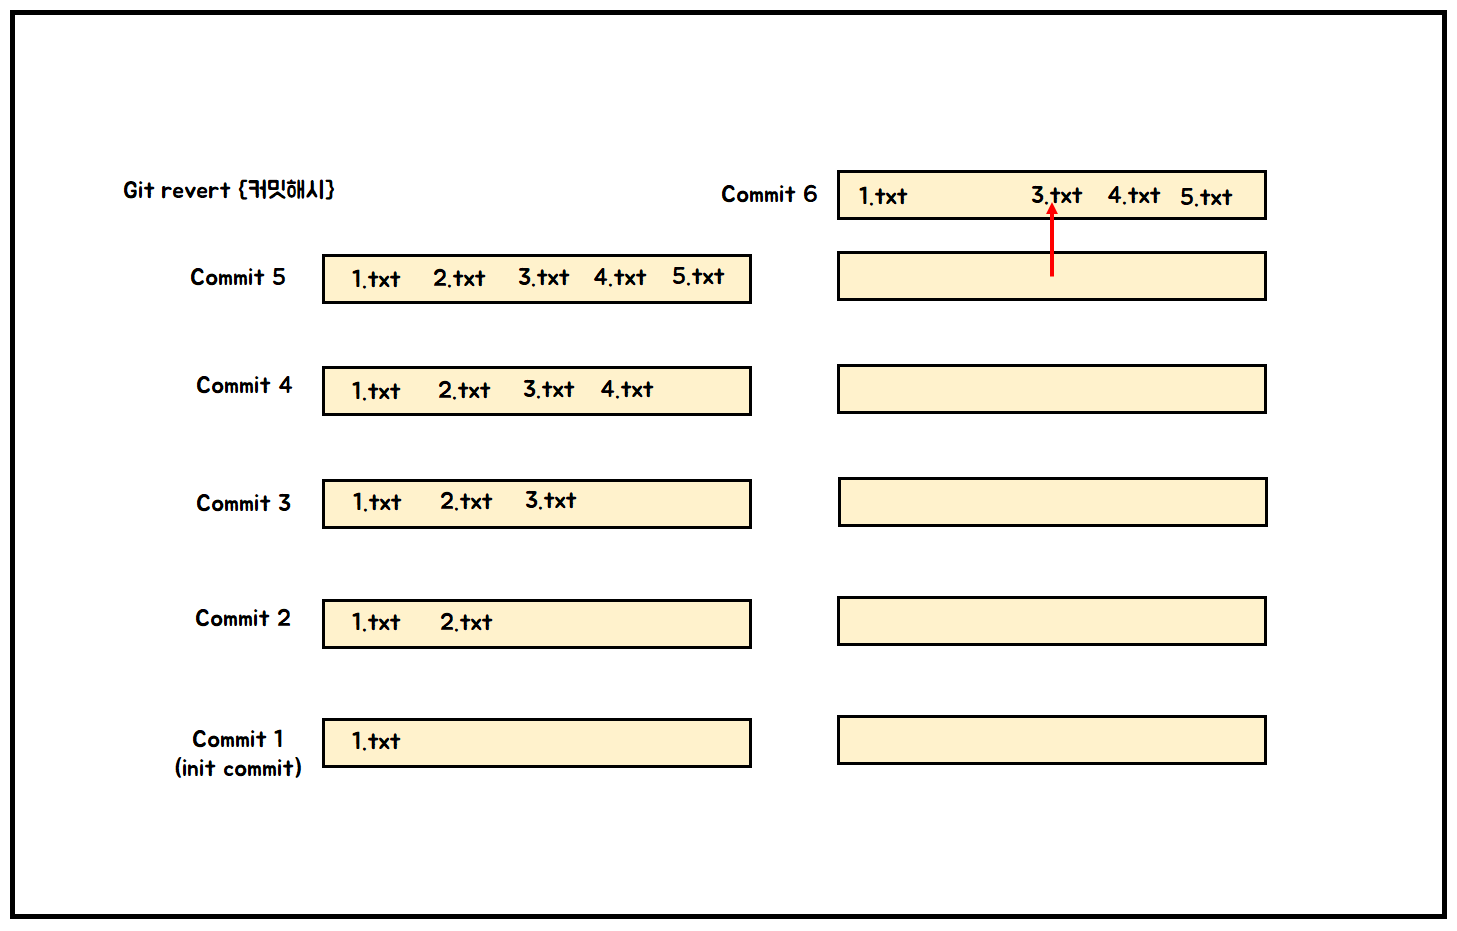 Git revert {커밋해시}
Commit 6 1.txt 3.txt 4.txt 5.txt
Commit 5 1.txt 2.txt 3.txt 4.txt 5.txt
Commit 4 1.txt 2.txt 3.txt 4.txt
Commit 3 1.txt 2.txt 3.txt
Commit 2 1.txt 2.txt
Commit 1 1.txt
(init commit)